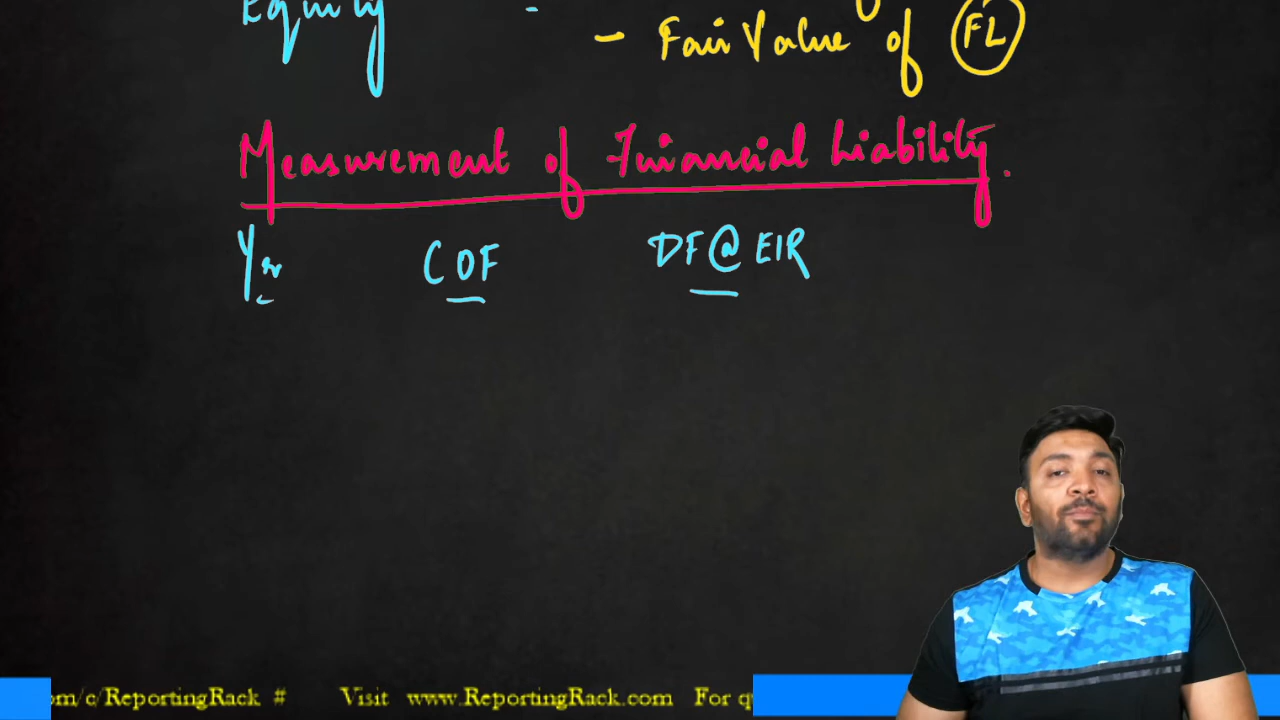 Equity -
- Fair Value of FL
Measurement of Financial Liability.
Yr COF DF@EIR
om/c/ReportingRack # Visit www.ReportingRack.com For q